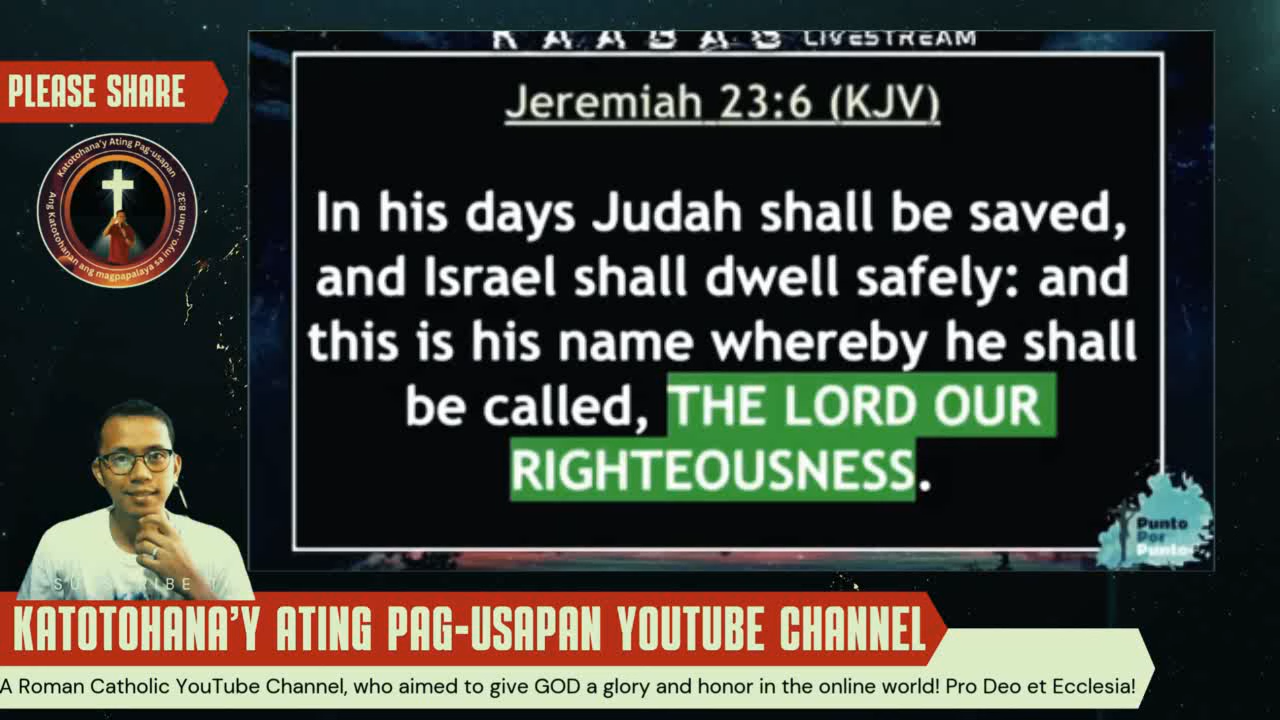 KAABAG LIVESTREAM
PLEASE SHARE
Katotohana'y Ating Pag-usapan
Ang Katotohanan ang magpapalaya sa inyo. Juan 8:32
Jeremiah 23:6 (KJV)
In his days Judah shall be saved,
and Israel shall dwell safely: and
this is his name whereby he shall
be called, THE LORD OUR
RIGHTEOUSNESS.
Punto
Por
Punto
KATOTOHANA'Y ATING PAG-USAPAN YOUTUBE CHANNEL
A Roman Catholic YouTube Channel, who aimed to give GOD a glory and honor in the online world! Pro Deo et Ecclesia!